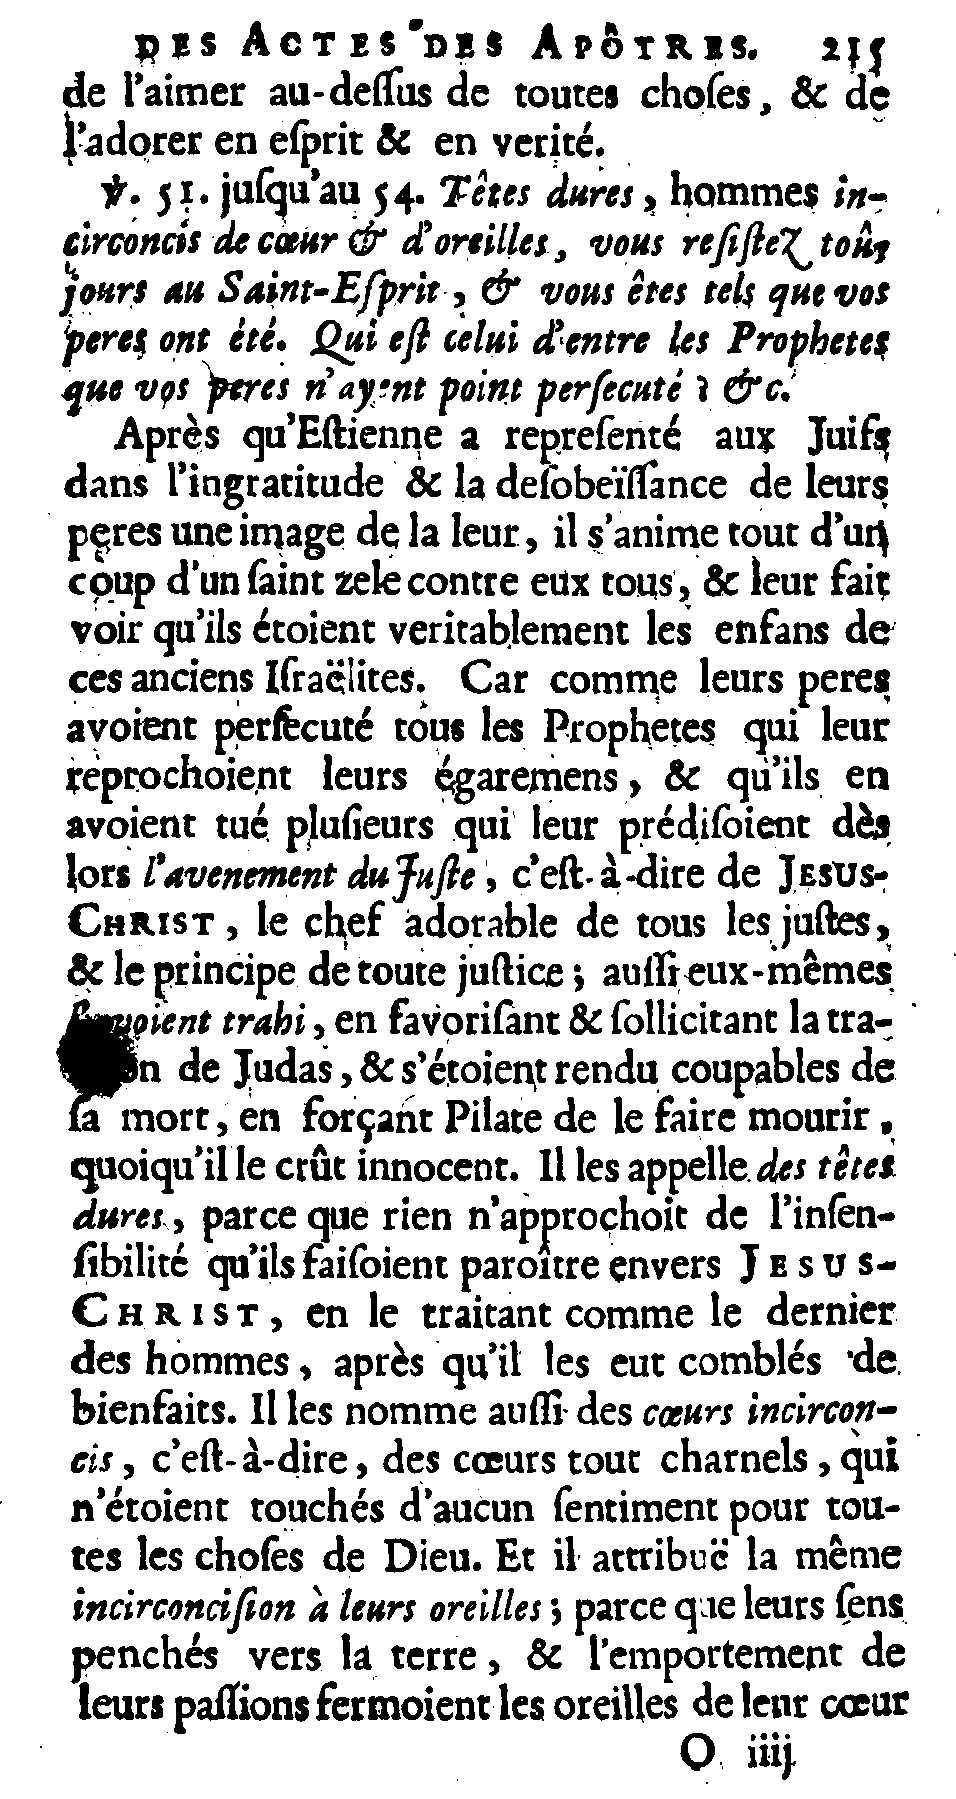 DES ACTES DES APÔTRES. 215
de l'aimer au-deſſus de toutes choſes, & de
l'adorer en eſprit & en verité.
℣. 51. juſqu'au 54. Têtes dures, hommes in-
circoncis de cœur & d'oreilles, vous reſiſtez toûr
jours au Saint-Eſprit, & vous êtes tels que vos
peres ont été. Qui eſt celui d'entre les Prophetes
que vos peres n'ayent point perſecuté ? &c.
Après qu'Eſtienne a repreſenté aux Juifs
dans l'ingratitude & la deſobeïſſance de leurs
peres une image de la leur, il s'anime tout d'un
coup d'un ſaint zele contre eux tous, & leur fait
voir qu'ils étoient veritablement les enfans de
ces anciens Iſraëlites. Car comme leurs peres
avoient perſecuté tous les Prophetes qui leur
reprochoient leurs égaremens, & qu'ils en
avoient tué pluſieurs qui leur prédiſoient dès
lors l'avenement du Juſte, c'eſt-à-dire de JESUS-
CHRIST, le chef adorable de tous les juſtes,
& le principe de toute juſtice ; auſſi eux-mêmes
trahi, en favoriſant & ſollicitant la tra-
de Judas, & s'étoient rendu coupables de
ſa mort, en forçant Pilate de le faire mourir,
quoiqu'il le crût innocent. Il les appelle des têtes
dures, parce que rien n'approchoit de l'inſen-
ſibilité qu'ils faiſoient paroître envers JESUS-
CHRIST, en le traitant comme le dernier
des hommes, après qu'il les eut comblés de
bienfaits. Il les nomme auſſi des cœurs incircon-
cis, c'eſt-à-dire, des cœurs tout charnels, qui
n'étoient touchés d'aucun ſentiment pour tou-
tes les choſes de Dieu. Et il attribuë la même
incirconciſion à leurs oreilles ; parce que leurs ſens
penchés vers la terre, & l'emportement de
leurs paſſions fermoient les oreilles de leur cœur
O iiij